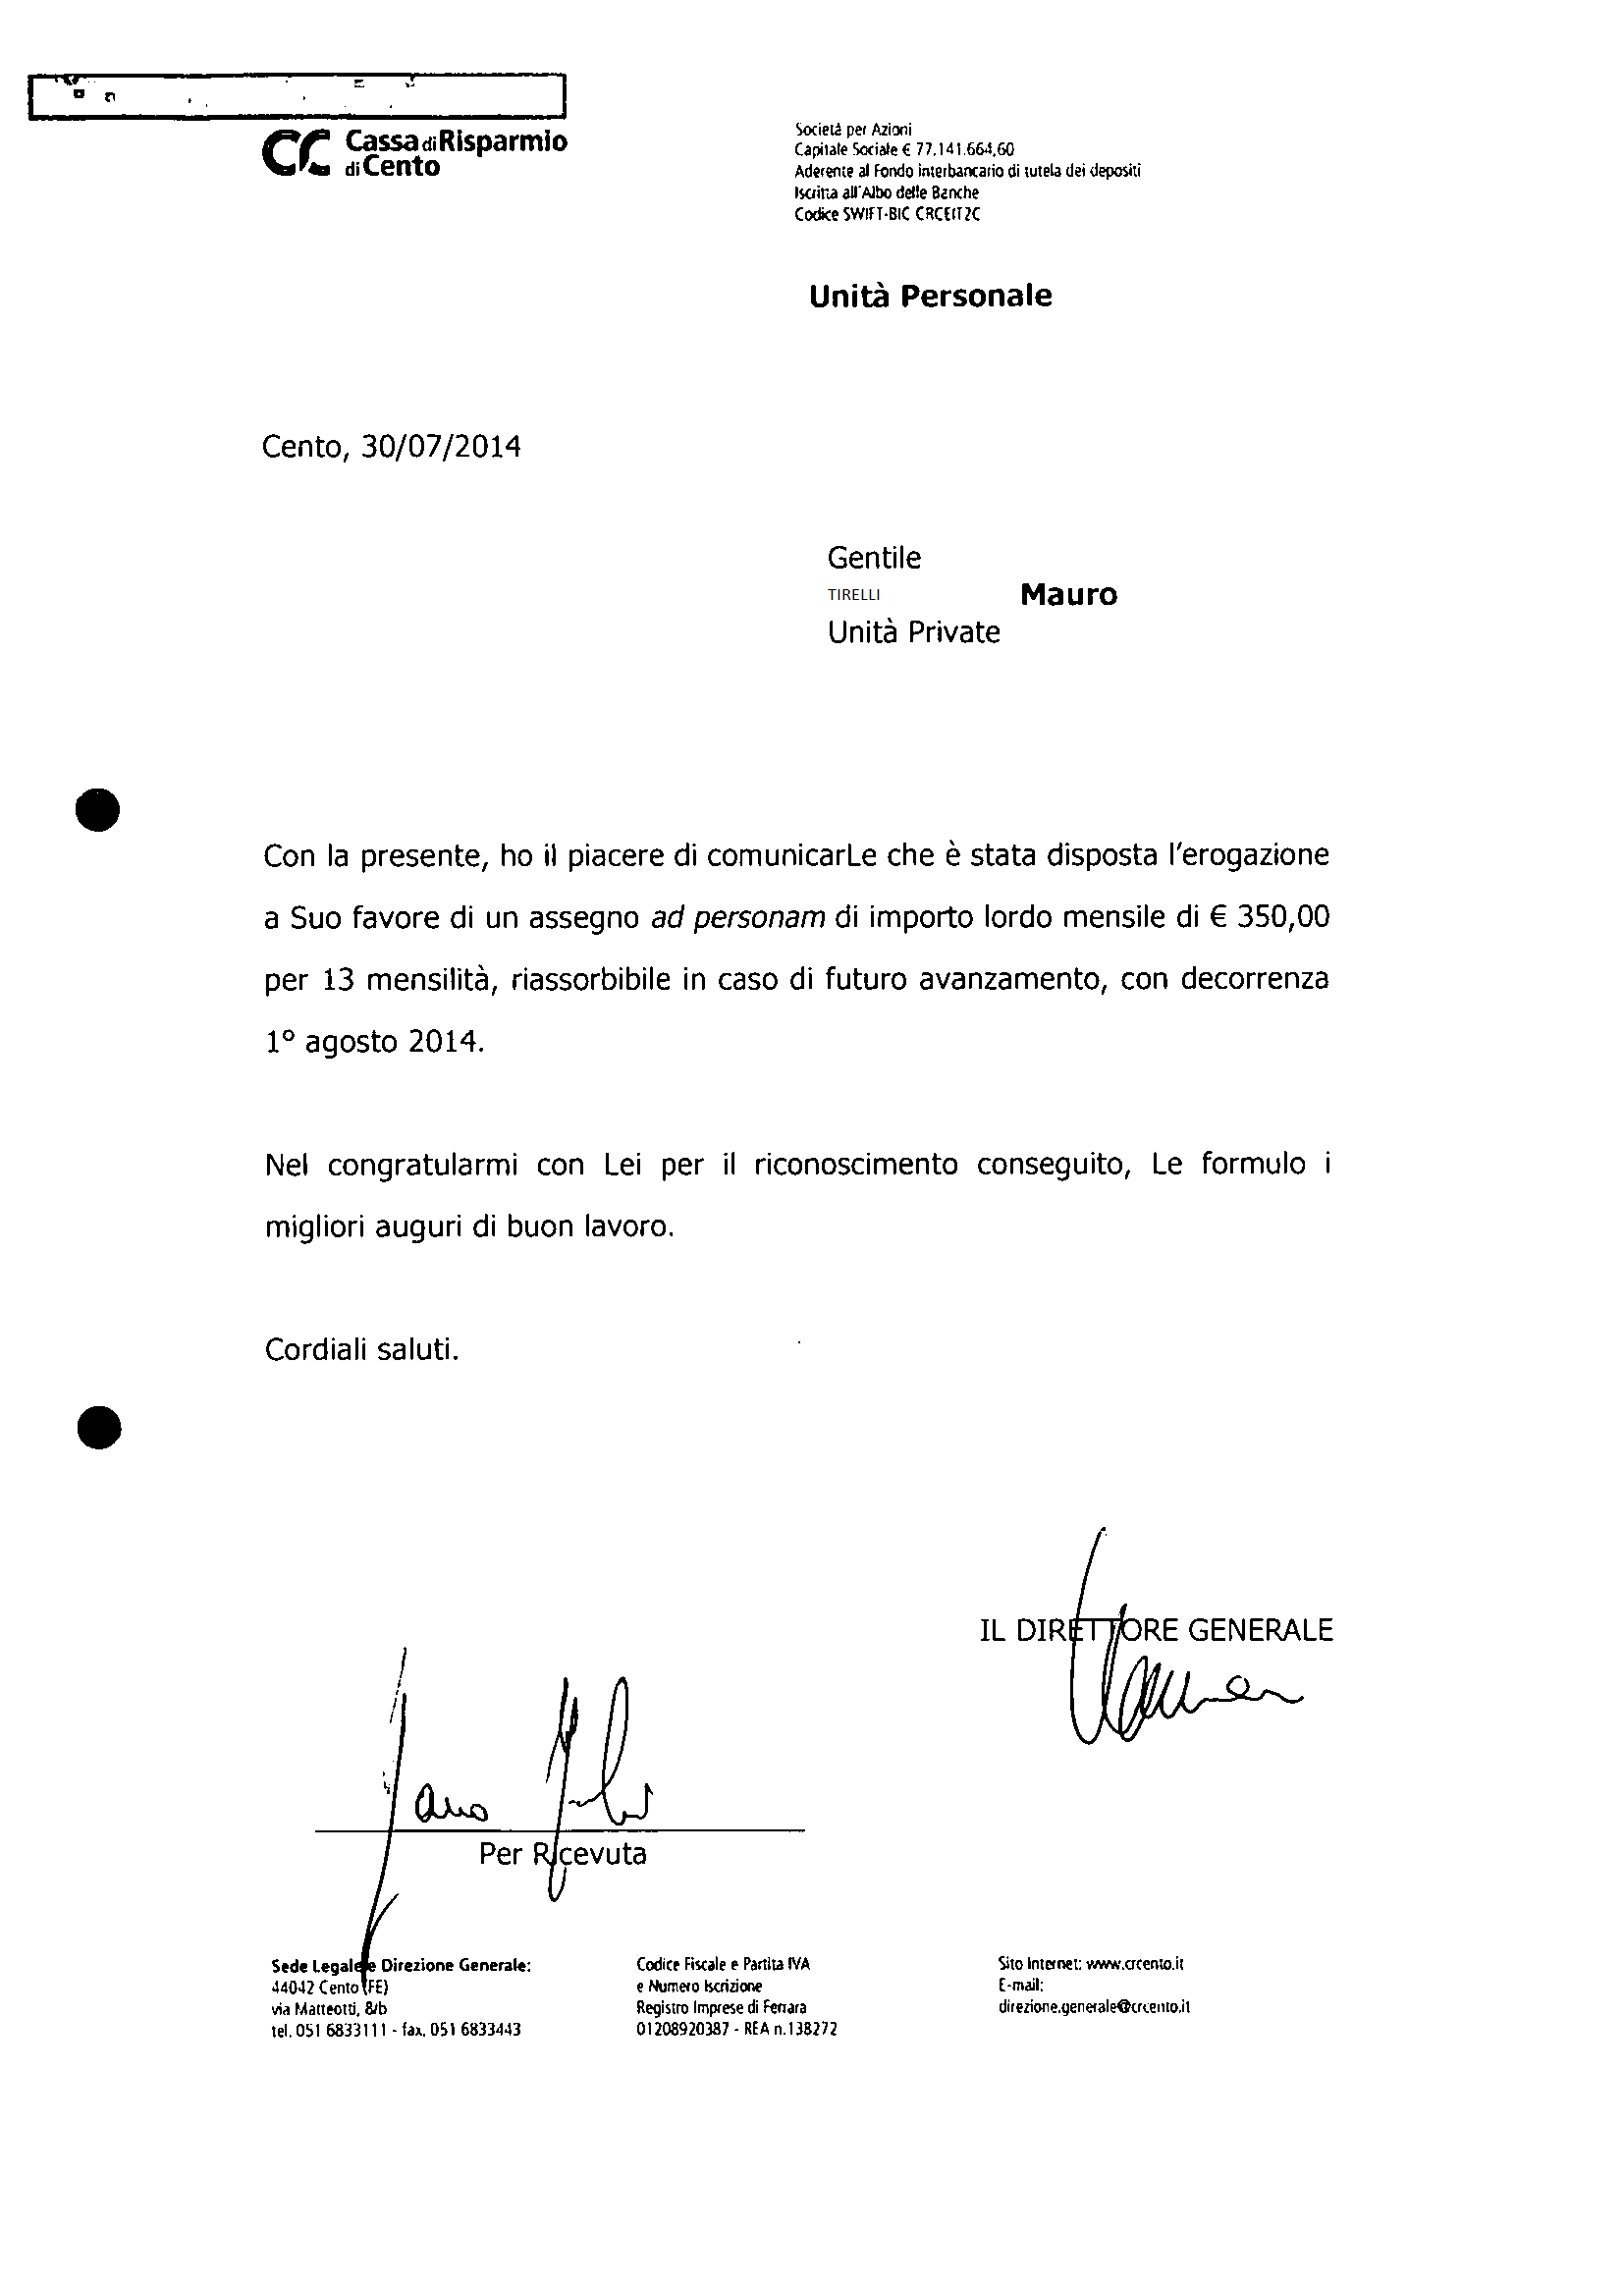 Cassa di Risparmio
di Cento
Società per Azioni
Capitale Sociale € 77.141.664,60
Aderente al Fondo interbancario di tutela dei depositi
Iscritta all'Albo delle Banche
Codice SWIFT-BIC CRCEIT2C
Unità Personale
Cento, 30/07/2014
Gentile
TIRELLI Mauro
Unità Private
Con la presente, ho il piacere di comunicarLe che è stata disposta l'erogazione
a Suo favore di un assegno ad personam di importo lordo mensile di € 350,00
per 13 mensilità, riassorbibile in caso di futuro avanzamento, con decorrenza
1° agosto 2014.
Nel congratularmi con Lei per il riconoscimento conseguito, Le formulo i
migliori auguri di buon lavoro.
Cordiali saluti.
IL DIRETTORE GENERALE
Per Ricevuta
Sede Legale e Direzione Generale:
44042 Cento (FE)
via Matteotti, 8/b
tel. 051 6833111 - fax. 051 6833443
Codice Fiscale e Partita IVA
e Numero Iscrizione
Registro Imprese di Ferrara
01208920387 - REA n.138272
Sito Internet: www.crcento.it
E-mail:
direzione.generale@crcento.it